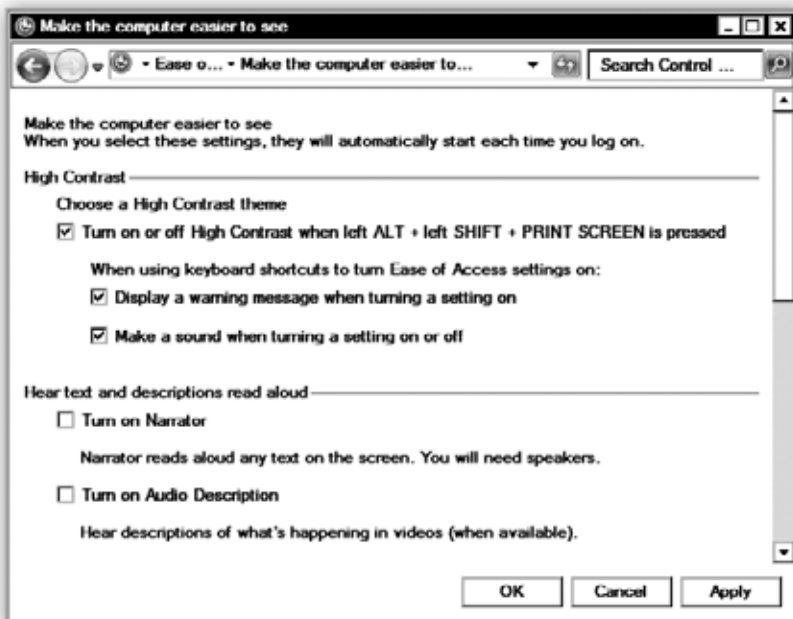 Make the computer easier to see
- Ease o... - Make the computer easier to...
Search Control ...
Make the computer easier to see
When you select these settings, they will automatically start each time you log on.
High Contrast
Choose a High Contrast theme
Turn on or off High Contrast when left ALT + left SHIFT + PRINT SCREEN is pressed
When using keyboard shortcuts to turn Ease of Access settings on:
Display a warning message when turning a setting on
Make a sound when turning a setting on or off
Hear text and descriptions read aloud
Turn on Narrator
Narrator reads aloud any text on the screen. You will need speakers.
Turn on Audio Description
Hear descriptions of what's happening in videos (when available).
OK Cancel Apply